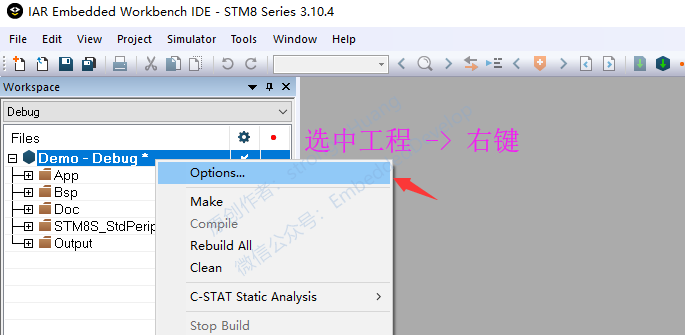 IAR Embedded Workbench IDE - STM8 Series 3.10.4
File Edit View Project Simulator Tools Window Help
Workspace
Debug
Files
Demo - Debug *
选中工程 -> 右键
App
Bsp
Doc
STM8S_StdPerip
Output
Options...
Make
Compile
Rebuild All
Clean
C-STAT Static Analysis
Stop Build
原创作者：strongerHuang
微信公众号：Embedded